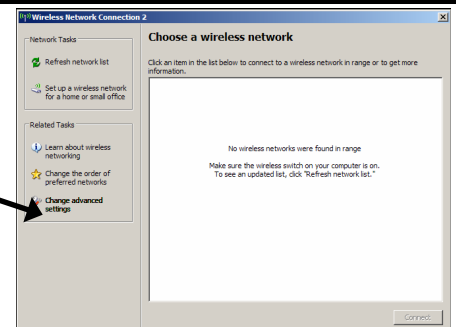 Wireless Network Connection 2
Network Tasks
Refresh network list
Set up a wireless network
for a home or small office
Related Tasks
Learn about wireless
networking
Change the order of
preferred networks
Change advanced
settings
Choose a wireless network
Click an item in the list below to connect to a wireless network in range or to get more
information.
No wireless networks were found in range
Make sure the wireless switch on your computer is on.
To see an updated list, click "Refresh network list."
Connect